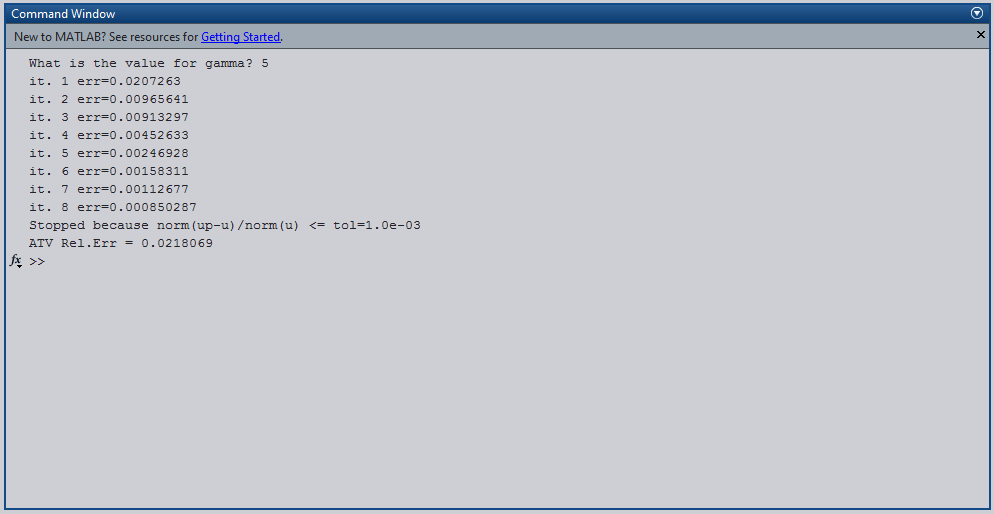 Command Window
New to MATLAB? See resources for Getting Started.
What is the value for gamma? 5
it. 1 err=0.0207263
it. 2 err=0.00965641
it. 3 err=0.00913297
it. 4 err=0.00452633
it. 5 err=0.00246928
it. 6 err=0.00158311
it. 7 err=0.00112677
it. 8 err=0.000850287
Stopped because norm(up-u)/norm(u) <= tol=1.0e-03
ATV Rel.Err = 0.0218069
fx >>